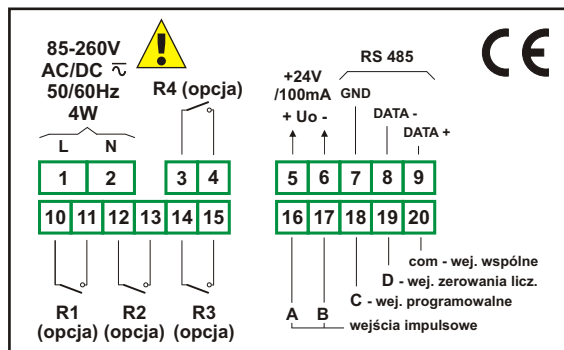 85-260V
AC/DC ⏦
50/60Hz
4W
L N
R4 (opcja)
+24V
/100mA
+ Uo -
RS 485
GND
DATA -
DATA +
CE
1 2 3 4 5 6 7 8 9
10 11 12 13 14 15 16 17 18 19 20
R1
(opcja)
R2
(opcja)
R3
(opcja)
com - wej. wspólne
D - wej. zerowania licz.
C - wej. programowalne
A B
wejścia impulsowe